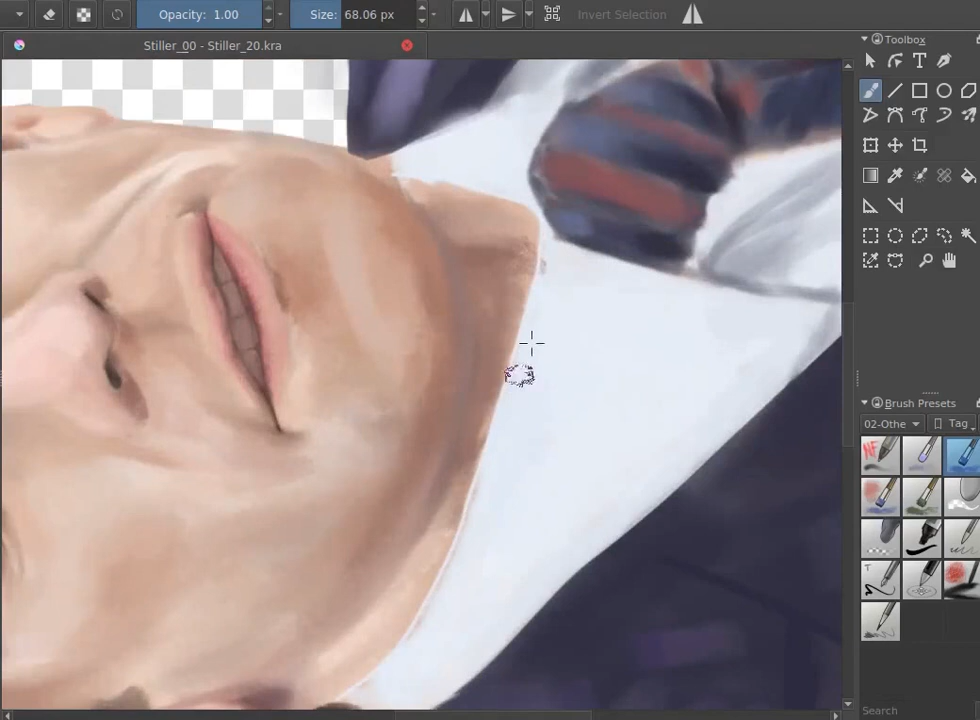 Opacity: 1.00
Size: 68.06 px
Invert Selection
Stiller_00 - Stiller_20.kra
Toolbox
Brush Presets
02-Othe
Tag
Search